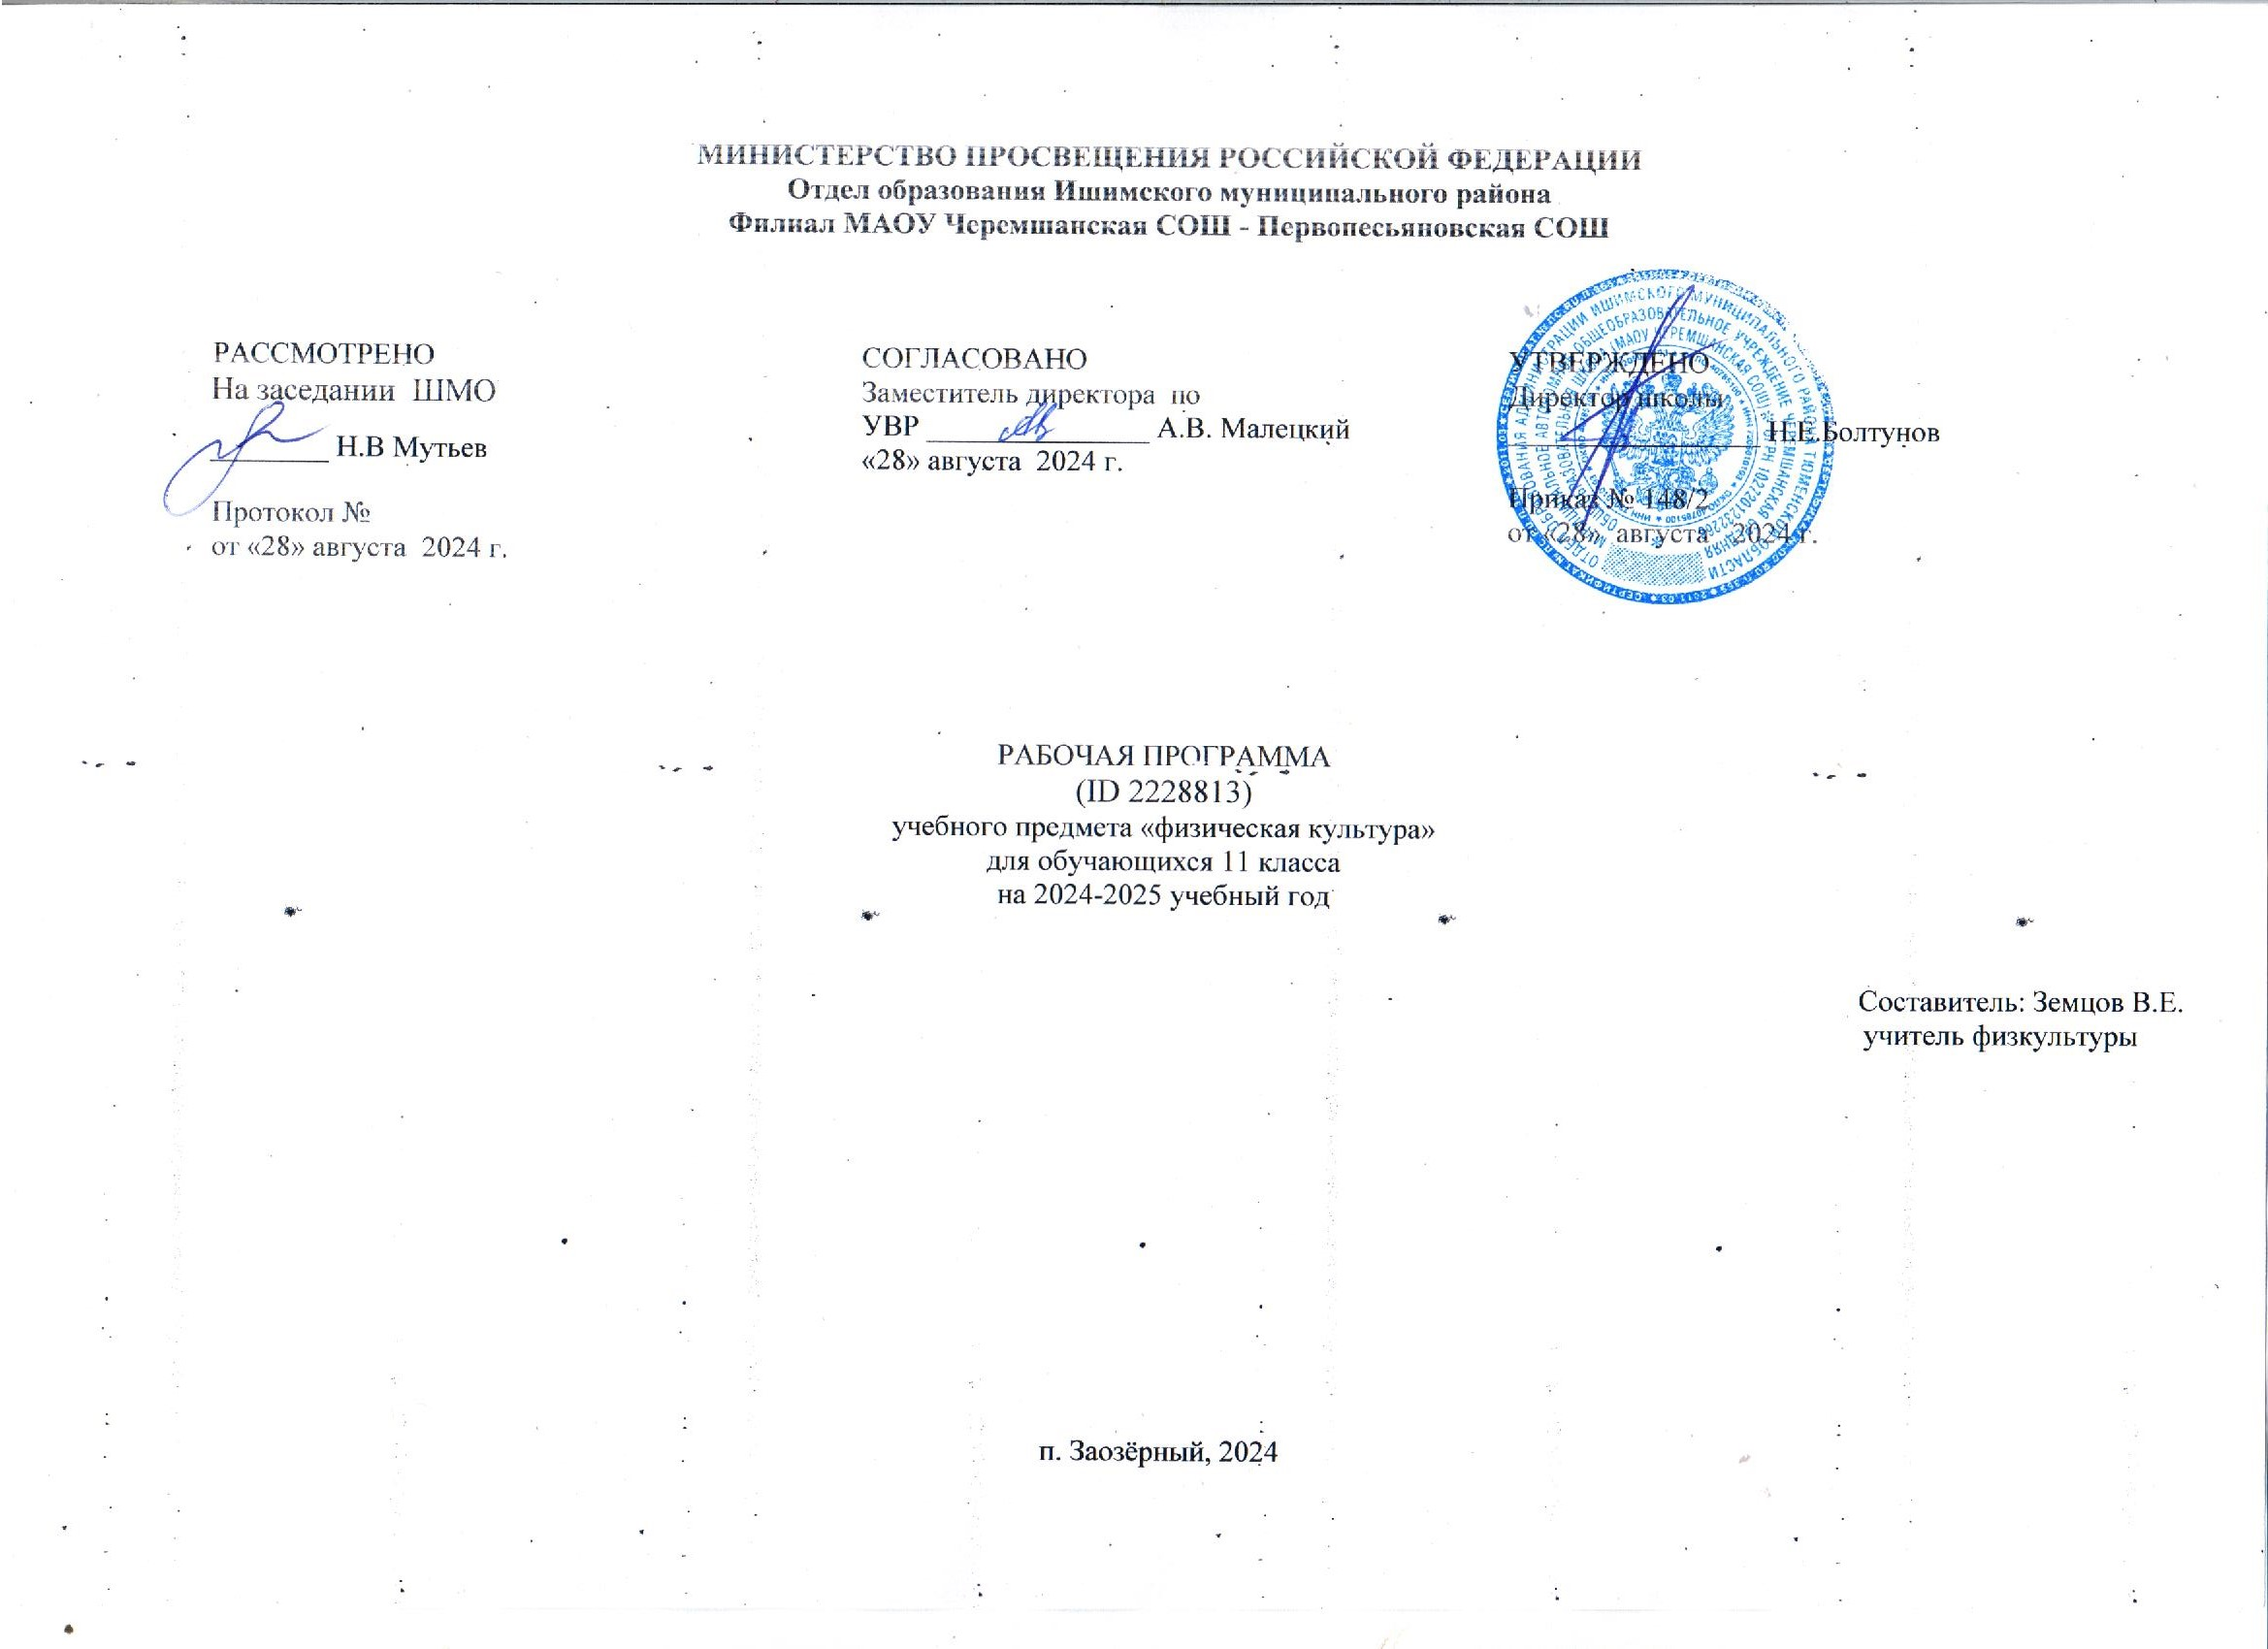 МИНИСТЕРСТВО ПРОСВЕЩЕНИЯ РОССИЙСКОЙ ФЕДЕРАЦИИ
Отдел образования Ишимского муниципального района
Филиал МАОУ Черемшанская СОШ - Первопесьяновская СОШ
РАССМОТРЕНО
На заседании ШМО
________ Н.В Мутьев
Протокол №
от «28» августа 2024 г.
СОГЛАСОВАНО
Заместитель директора по
УВР _______________ А.В. Малецкий
«28» августа 2024 г.
УТВЕРЖДЕНО
Директор школы
_________________ Н.Е.Болтунов
Приказ № 148/2
от «28» августа 2024 г.
РАБОЧАЯ ПРОГРАММА
(ID 2228813)
учебного предмета «физическая культура»
для обучающихся 11 класса
на 2024-2025 учебный год
Составитель: Земцов В.Е.
учитель физкультуры
п. Заозёрный, 2024